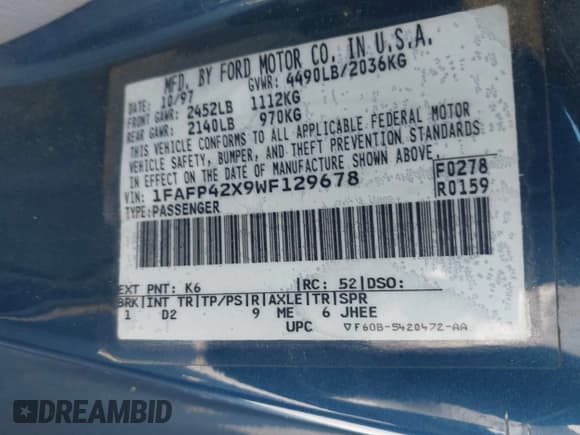 MFD. BY FORD MOTOR CO. IN U.S.A.
DATE: 10/97 GVWR: 4490LB/2036KG
FRONT GAWR: 2452LB 1112KG
REAR GAWR: 2140LB 970KG
THIS VEHICLE CONFORMS TO ALL APPLICABLE FEDERAL MOTOR
VEHICLE SAFETY, BUMPER, AND THEFT PREVENTION STANDARDS
IN EFFECT ON THE DATE OF MANUFACTURE SHOWN ABOVE.
VIN: 1FAFP42X9WF129678 F0278
TYPE: PASSENGER R0159
EXT PNT: K6 RC: 52 DSO:
BRK INT TR TP/PS R AXLE TR SPR
1 D2 9 ME 6 JHEE
UPC ▽F60B-5420472-AA
DREAMBID